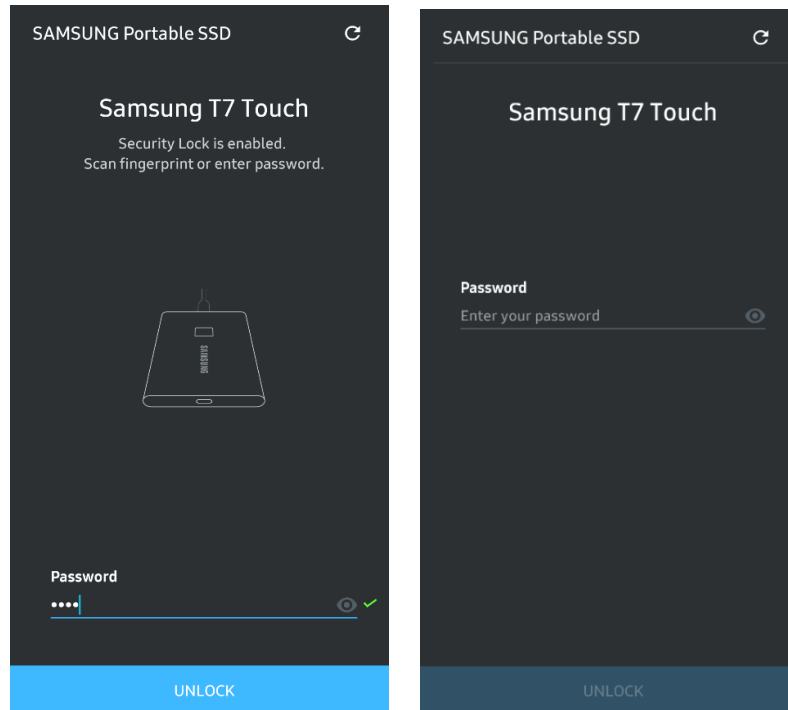 SAMSUNG Portable SSD
Samsung T7 Touch
Security Lock is enabled.
Scan fingerprint or enter password.
SAMSUNG
Password
••••
UNLOCK
SAMSUNG Portable SSD
Samsung T7 Touch
Password
Enter your password
UNLOCK